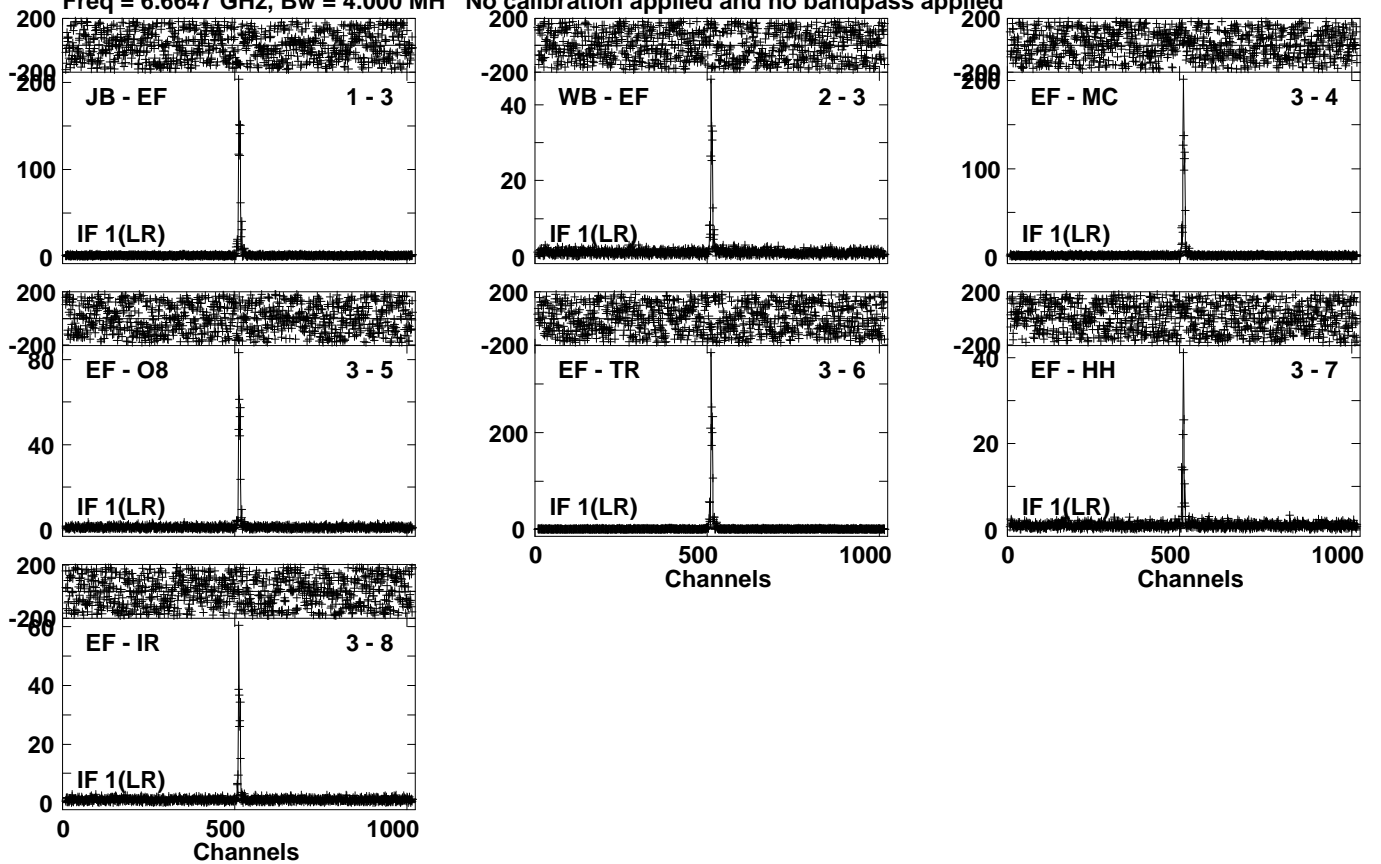 Freq = 6.6647 GHz, Bw = 4.000 MH No calibration applied and no bandpass applied
200 200 200
-200 -200 -200
200 200
JB - EF 1 - 3 WB - EF 2 - 3 EF - MC 3 - 4
40
100 20 100
IF 1(LR) IF 1(LR) IF 1(LR)
0 0 0
200 200 200
-200 -200 -200
80 40
EF - O8 3 - 5 EF - TR 3 - 6 EF - HH 3 - 7
40 200 20
IF 1(LR) IF 1(LR) IF 1(LR)
0 0 0
0 500 1000 0 500 1000
Channels Channels
200
-200
60
EF - IR 3 - 8
40
20
IF 1(LR)
0
0 500 1000
Channels